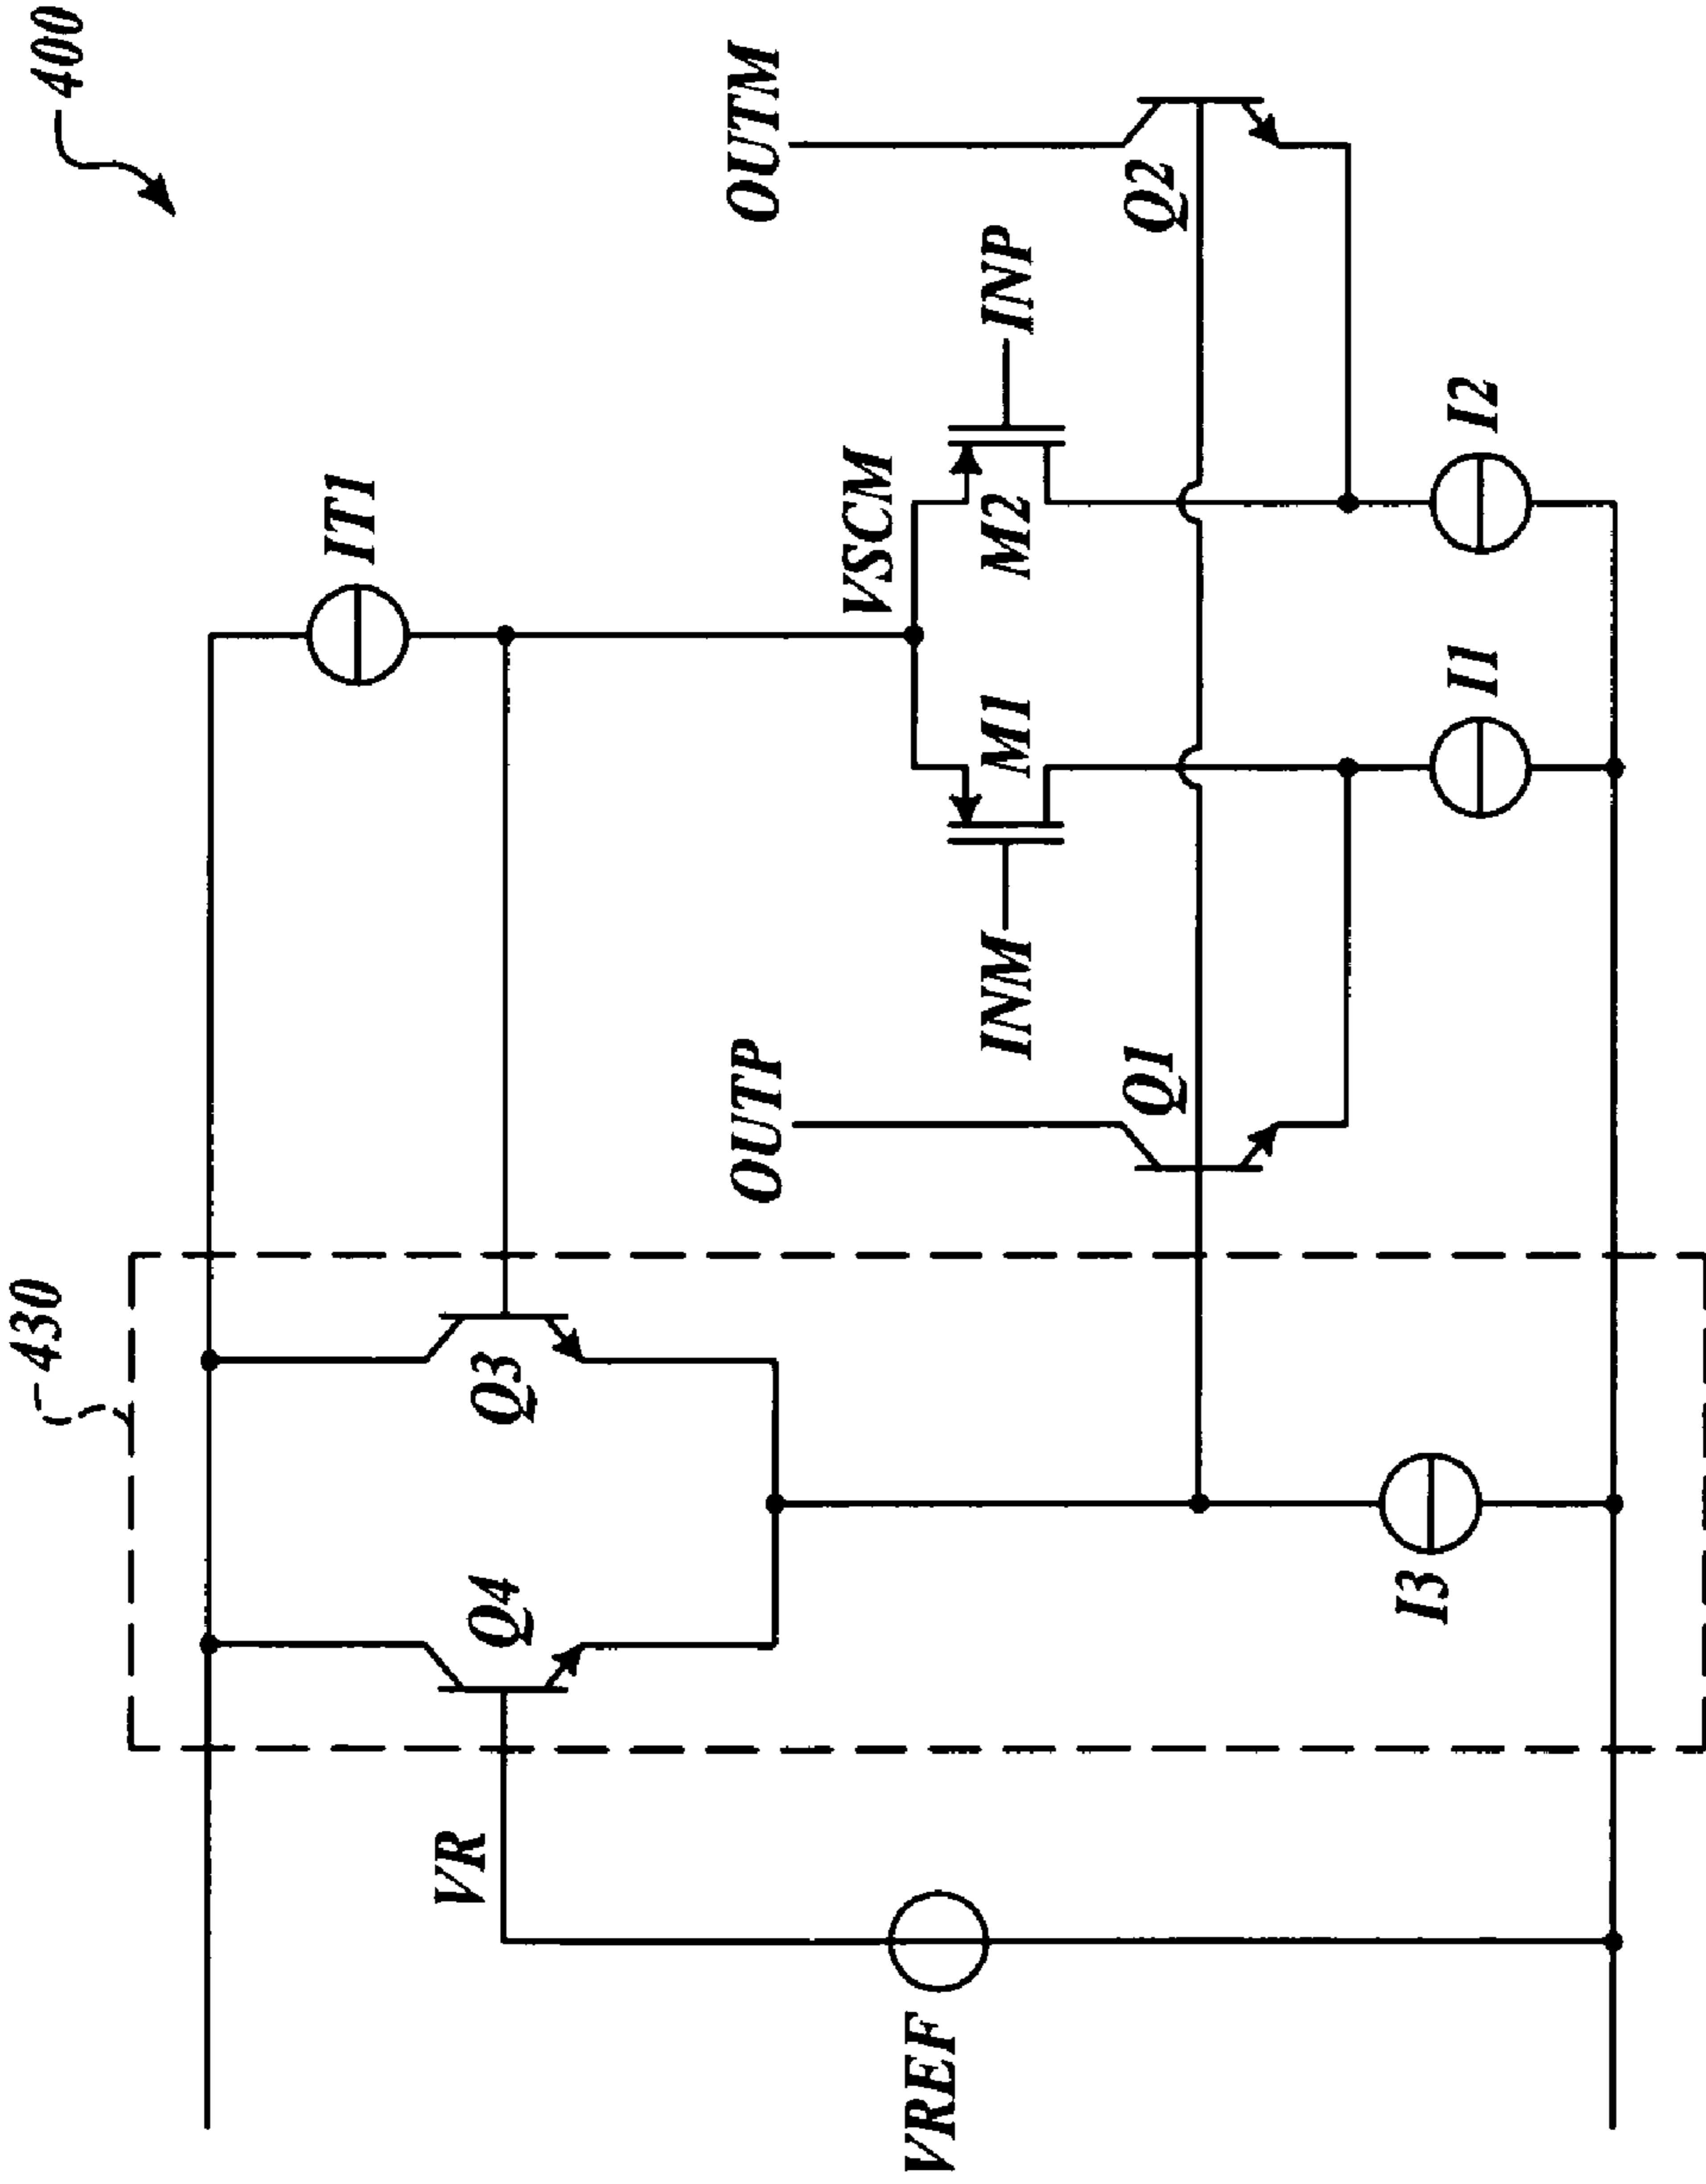 400
430
IT1
VR
Q4
Q3
OUTP
OUTM
VSCM
VREF
INM
M1
M2
INP
Q1
Q2
I3
I1
I2